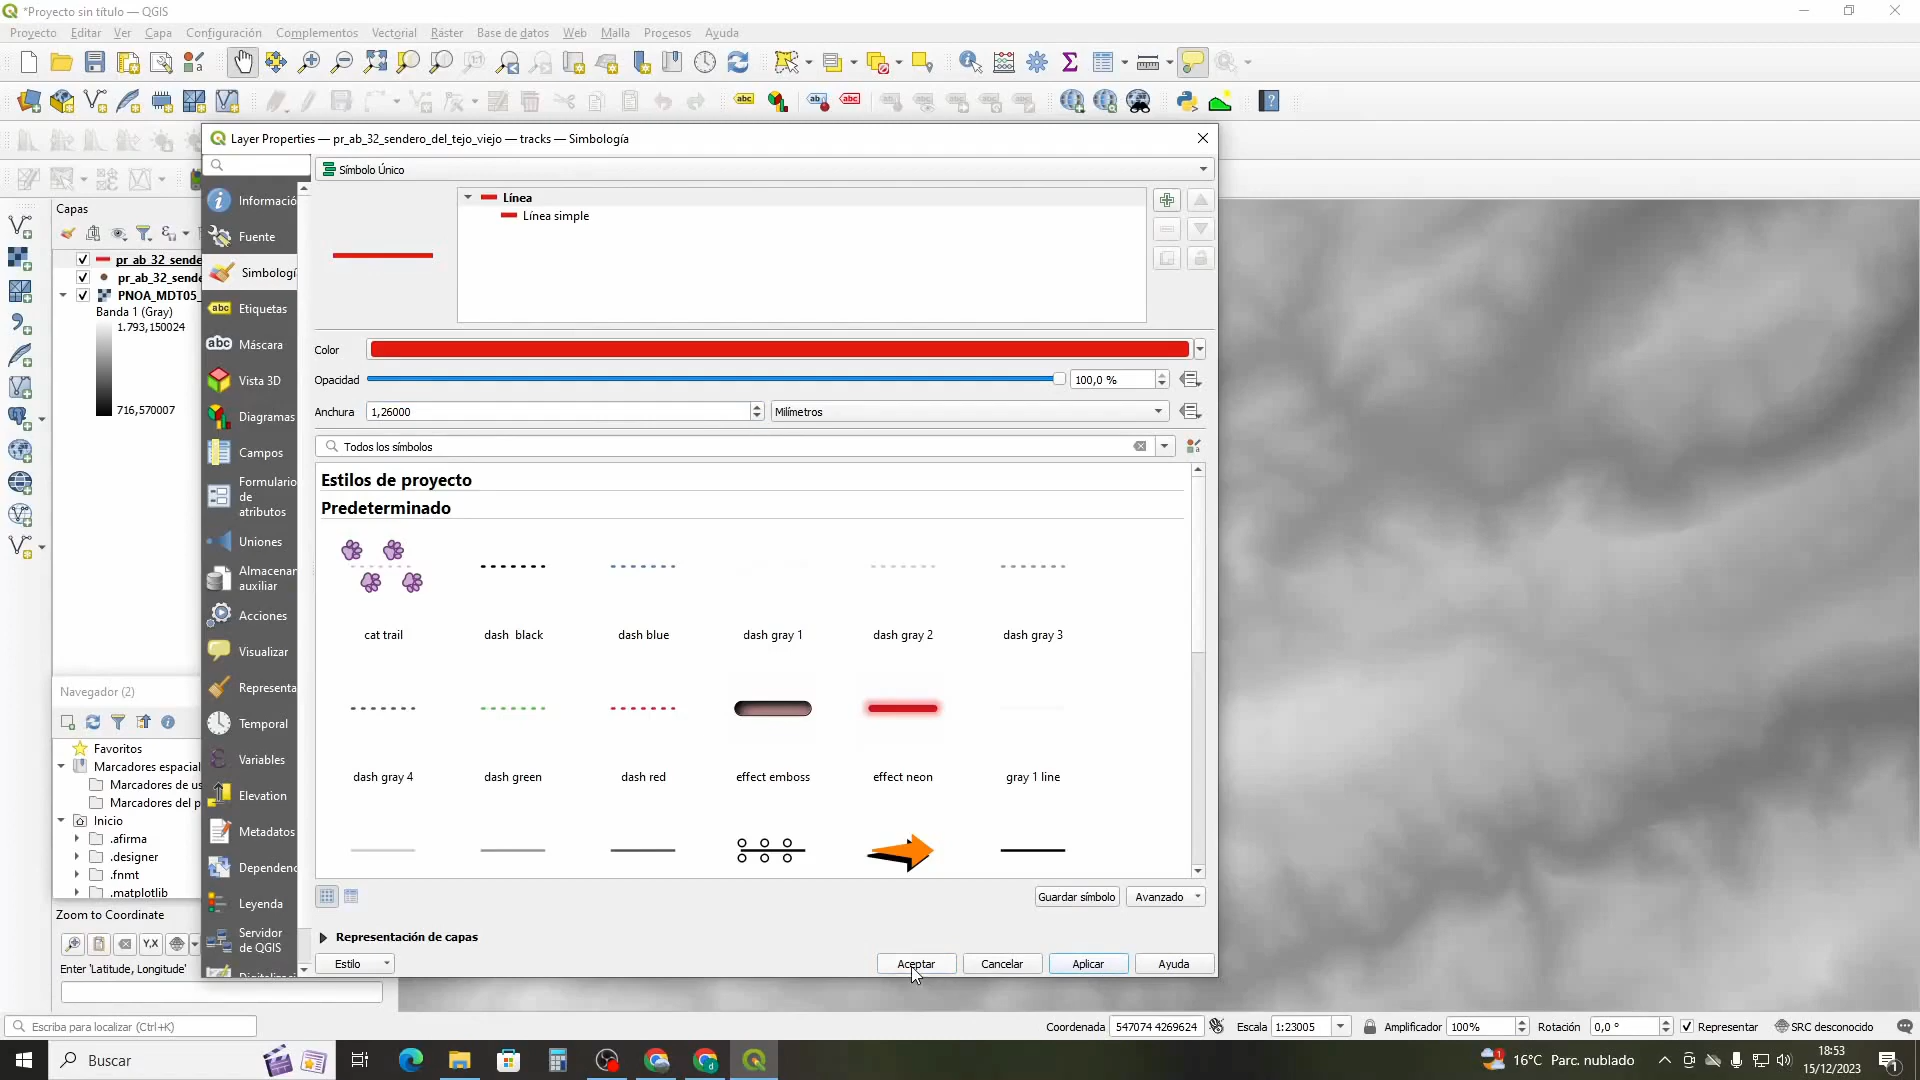 *Proyecto sin título — QGIS
Proyecto Editar Ver Capa Configuración Complementos Vectorial Ráster Base de datos Web Malla Procesos Ayuda
Layer Properties — pr_ab_32_sendero_del_tejo_viejo — tracks — Simbología
Símbolo Único
Línea
Línea simple
Color
Opacidad
100,0 %
Anchura
1,26000
Milímetros
Todos los símbolos
Estilos de proyecto
Predeterminado
cat trail
dash  black
dash blue
dash gray 1
dash gray 2
dash gray 3
dash gray 4
dash green
dash red
effect emboss
effect neon
gray 1 line
Guardar símbolo
Avanzado
Representación de capas
Estilo
Aceptar
Cancelar
Aplicar
Ayuda
Informació
Fuente
Simbologí
Etiquetas
Máscara
Vista 3D
Diagramas
Campos
Formulario
de
atributos
Uniones
Almacenar
auxiliar
Acciones
Visualizar
Representa
Temporal
Variables
Elevation
Metadatos
Dependenc
Leyenda
Servidor
de QGIS
Capas
pr_ab_32_sende
pr_ab_32_sende
PNOA_MDT05_
Banda 1 (Gray)
1.793,150024
716,570007
Navegador (2)
Favoritos
Marcadores espacial
Marcadores de us
Marcadores del p
Inicio
.afirma
.designer
.fnmt
.matplotlib
Zoom to Coordinate
Y,X
Enter 'Latitude, Longitude'
Escriba para localizar (Ctrl+K)
Coordenada 547074 4269624 Escala 1:23005 Amplificador 100% Rotación 0,0 ° Representar SRC desconocido
Buscar
16°C Parc. nublado
18:53
15/12/2023